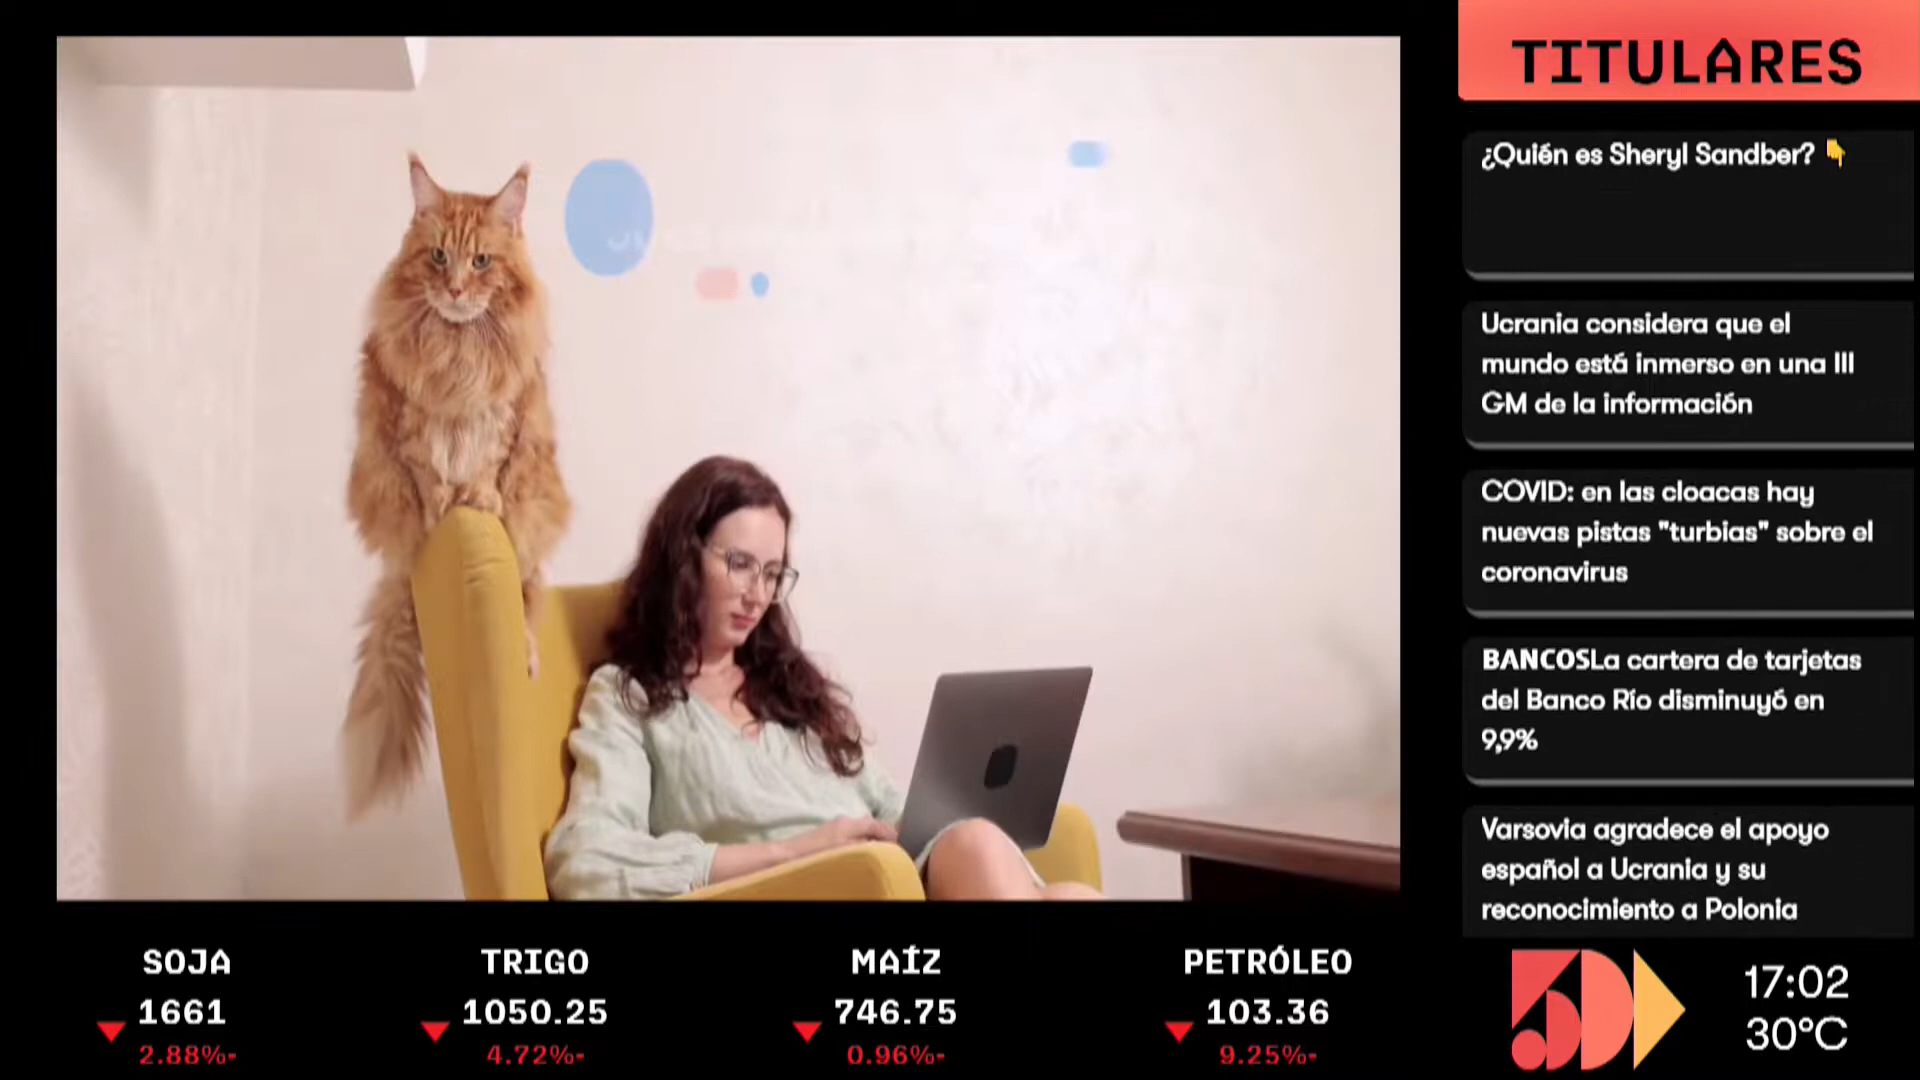 TITULARES
¿Quién es Sheryl Sandber? 👇
Ucrania considera que el
mundo está inmerso en una III
GM de la información
COVID: en las cloacas hay
nuevas pistas "turbias" sobre el
coronavirus
BANCOSLa cartera de tarjetas
del Banco Río disminuyó en
9,9%
Varsovia agradece el apoyo
español a Ucrania y su
reconocimiento a Polonia
SOJA
1661
2.88%-
TRIGO
1050.25
4.72%-
MAÍZ
746.75
0.96%-
PETRÓLEO
103.36
9.25%-
5D
17:02
30°C